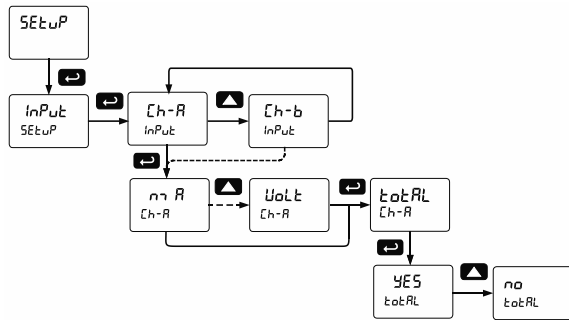 SEtuP
InPut
SEtuP
Ch-A
InPut
Ch-b
InPut
mA
Ch-A
VoLt
Ch-A
totAL
Ch-A
YES
totAL
no
totAL